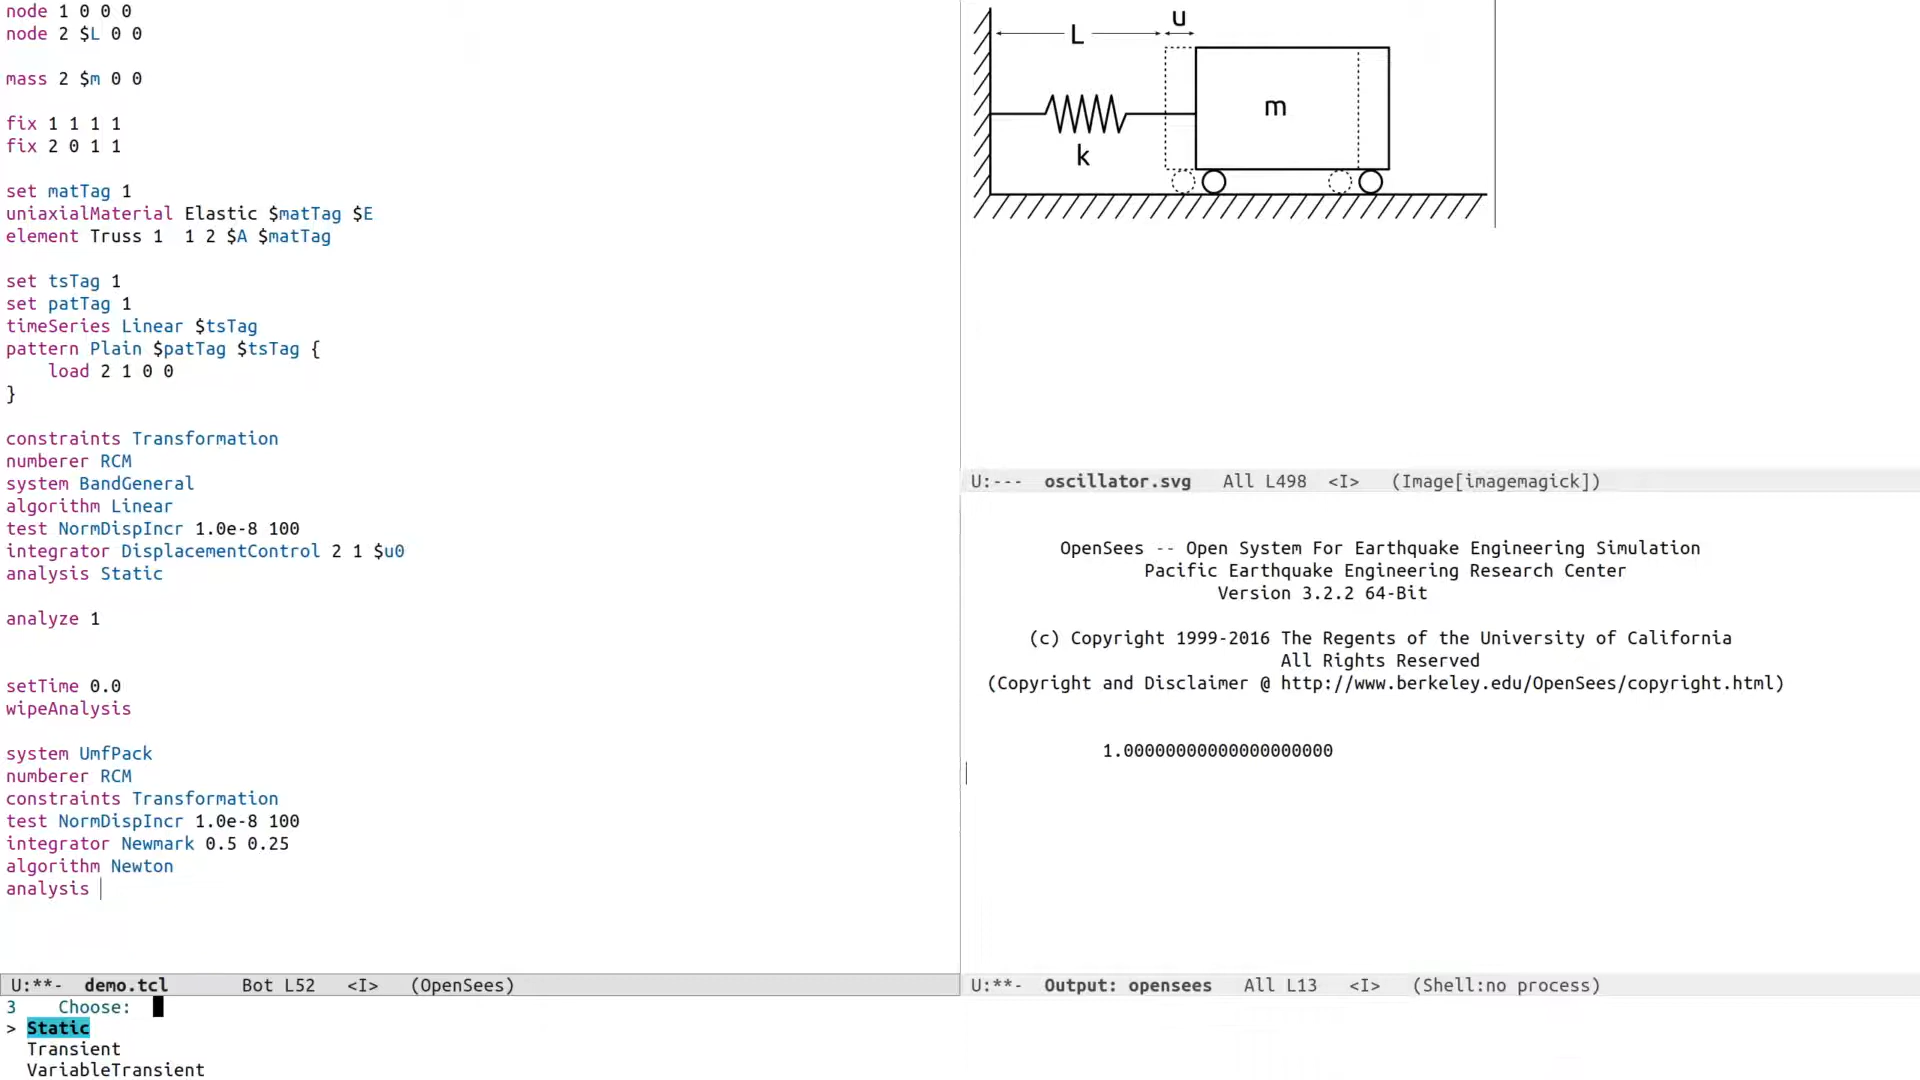 node 1 0 0 0
node 2 $L 0 0
mass 2 $m 0 0
fix 1 1 1 1
fix 2 0 1 1
set matTag 1
uniaxialMaterial Elastic $matTag $E
element Truss 1  1 2 $A $matTag
set tsTag 1
set patTag 1
timeSeries Linear $tsTag
pattern Plain $patTag $tsTag {
    load 2 1 0 0
}
constraints Transformation
numberer RCM
system BandGeneral
algorithm Linear
test NormDispIncr 1.0e-8 100
integrator DisplacementControl 2 1 $u0
analysis Static
analyze 1
setTime 0.0
wipeAnalysis
system UmfPack
numberer RCM
constraints Transformation
test NormDispIncr 1.0e-8 100
integrator Newmark 0.5 0.25
algorithm Newton
analysis
U:**-  demo.tcl       Bot L52   <I>   (OpenSees)
3    Choose:
> Static
Transient
VariableTransient
u
L
m
k
U:---  oscillator.svg   All L498  <I>   (Image[imagemagick])
OpenSees -- Open System For Earthquake Engineering Simulation
Pacific Earthquake Engineering Research Center
Version 3.2.2 64-Bit
(c) Copyright 1999-2016 The Regents of the University of California
All Rights Reserved
(Copyright and Disclaimer @ http://www.berkeley.edu/OpenSees/copyright.html)
1.00000000000000000000
U:**-  Output: opensees   All L13   <I>   (Shell:no process)